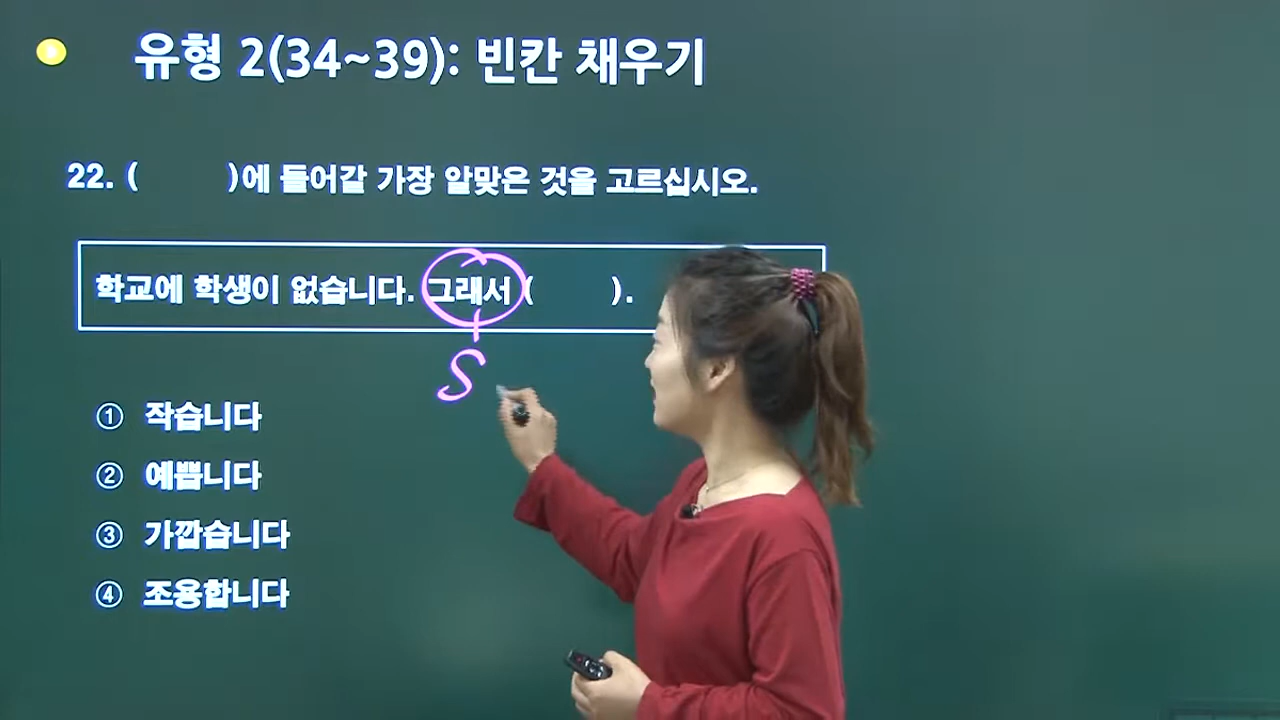 유형 2(34~39): 빈칸 채우기
22. (        )에 들어갈 가장 알맞은 것을 고르십시오.
학교에 학생이 없습니다. 그래서 (        ).
S
① 작습니다
② 예쁩니다
③ 가깝습니다
④ 조용합니다